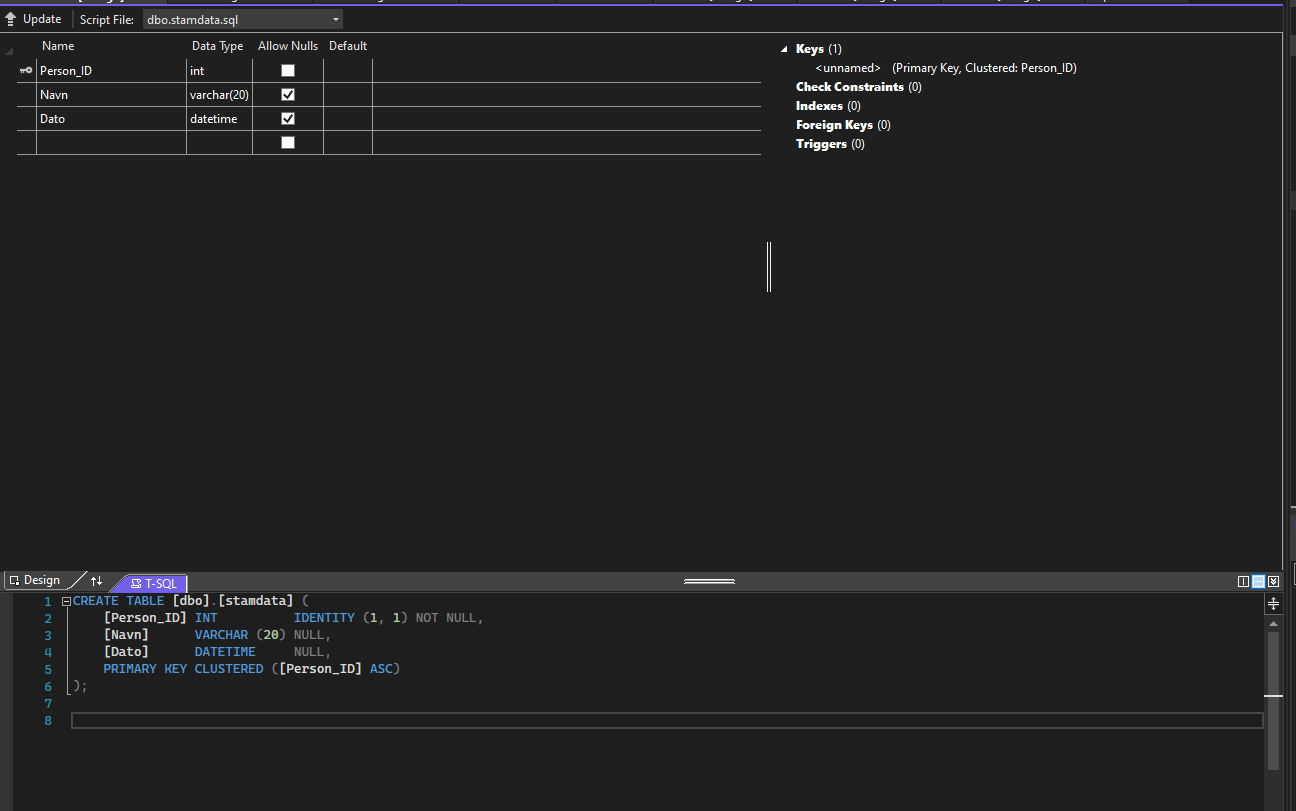 Update Script File: dbo.stamdata.sql
Name Data Type Allow Nulls Default
Person_ID int
Navn varchar(20)
Dato datetime
Keys (1)
<unnamed> (Primary Key, Clustered: Person_ID)
Check Constraints (0)
Indexes (0)
Foreign Keys (0)
Triggers (0)
Design T-SQL
1 CREATE TABLE [dbo].[stamdata] (
2 [Person_ID] INT IDENTITY (1, 1) NOT NULL,
3 [Navn] VARCHAR (20) NULL,
4 [Dato] DATETIME NULL,
5 PRIMARY KEY CLUSTERED ([Person_ID] ASC)
6 );
7
8